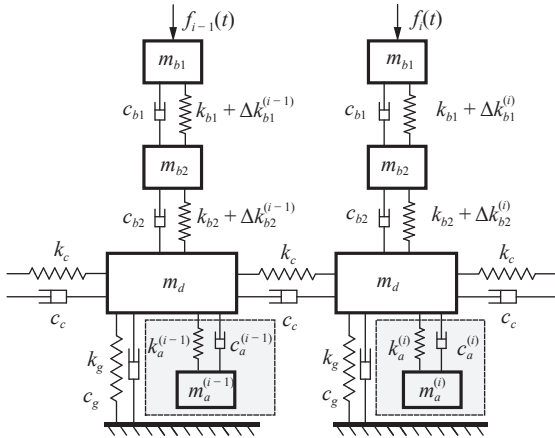 f_{i−1}(t) f_i(t)
m_{b1} m_{b1}
c_{b1} k_{b1} + Δk_{b1}^{(i−1)} c_{b1} k_{b1} + Δk_{b1}^{(i)}
m_{b2} m_{b2}
c_{b2} k_{b2} + Δk_{b2}^{(i−1)} c_{b2} k_{b2} + Δk_{b2}^{(i)}
k_c k_c k_c
m_d m_d
c_c c_c c_c
k_g k_a^{(i−1)} c_a^{(i−1)} k_g k_a^{(i)} c_a^{(i)}
c_g m_a^{(i−1)} c_g m_a^{(i)}